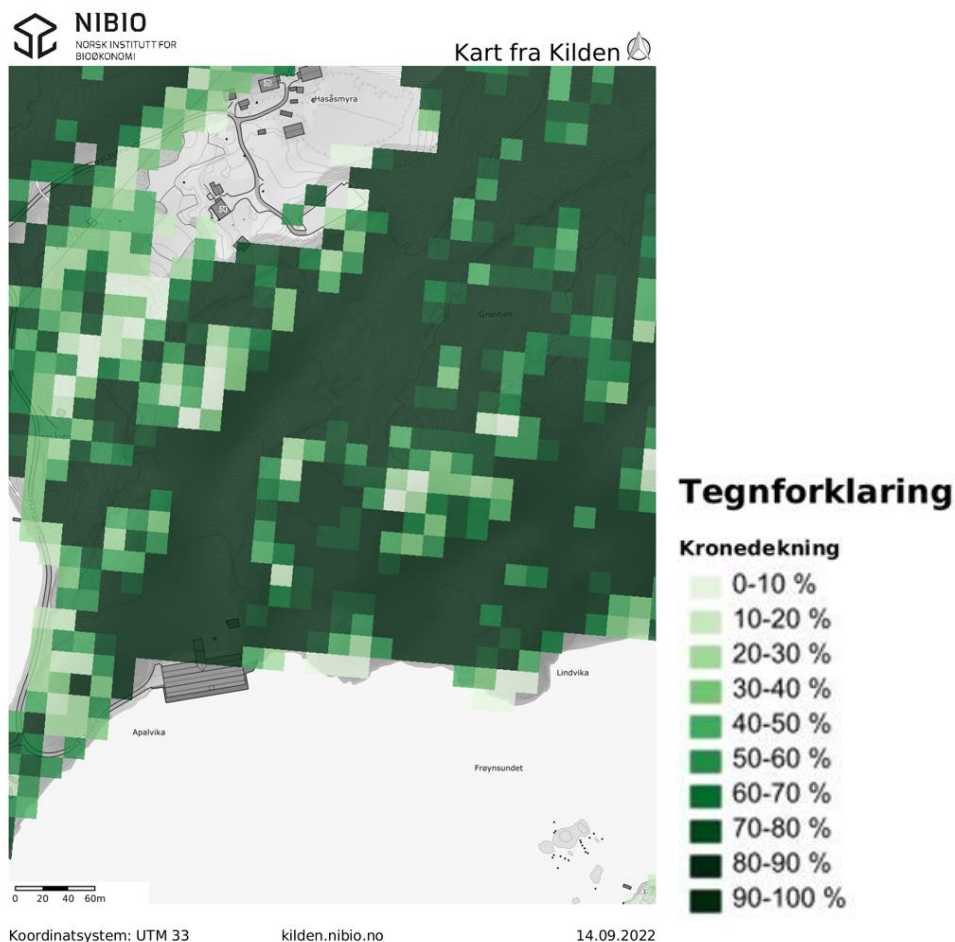 NIBIO
NORSK INSTITUTT FOR
BIOØKONOMI
Kart fra Kilden
Hasåsmyra
70
Grønfjell
Lindvika
Apalvika
Frøynsundet
0 20 40 60m
Koordinatsystem: UTM 33 kilden.nibio.no 14.09.2022
Tegnforklaring
Kronedekning
0-10 %
10-20 %
20-30 %
30-40 %
40-50 %
50-60 %
60-70 %
70-80 %
80-90 %
90-100 %